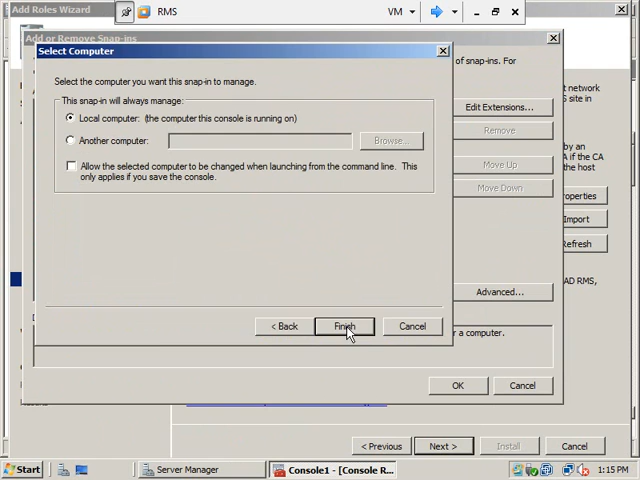 Add Roles Wizard
RMS
VM
Add or Remove Snap-ins
Select Computer
of snap-ins. For
Select the computer you want this snap-in to manage.
t network
S site in
This snap-in will always manage:
Edit Extensions...
Local computer: (the computer this console is running on)
Remove
Another computer:
Browse...
by an
A if the CA
the host
Allow the selected computer to be changed when launching from the command line. This
only applies if you save the console.
Move Up
Move Down
roperties
Import
Refresh
AD RMS,
Advanced...
< Back
Finish
Cancel
r a computer.
OK
Cancel
< Previous
Next >
Install
Cancel
Start
Server Manager
Console1 - [Console R...
1:15 PM